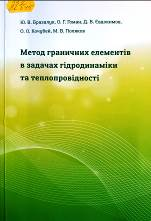 Ю. В. Бразалук, О. Г. Гоман, Д. В. Євдокимов,
О. О. Кочубей, М. В. Поляков
Метод граничних елементів
в задачах гідродинаміки
та теплопровідності